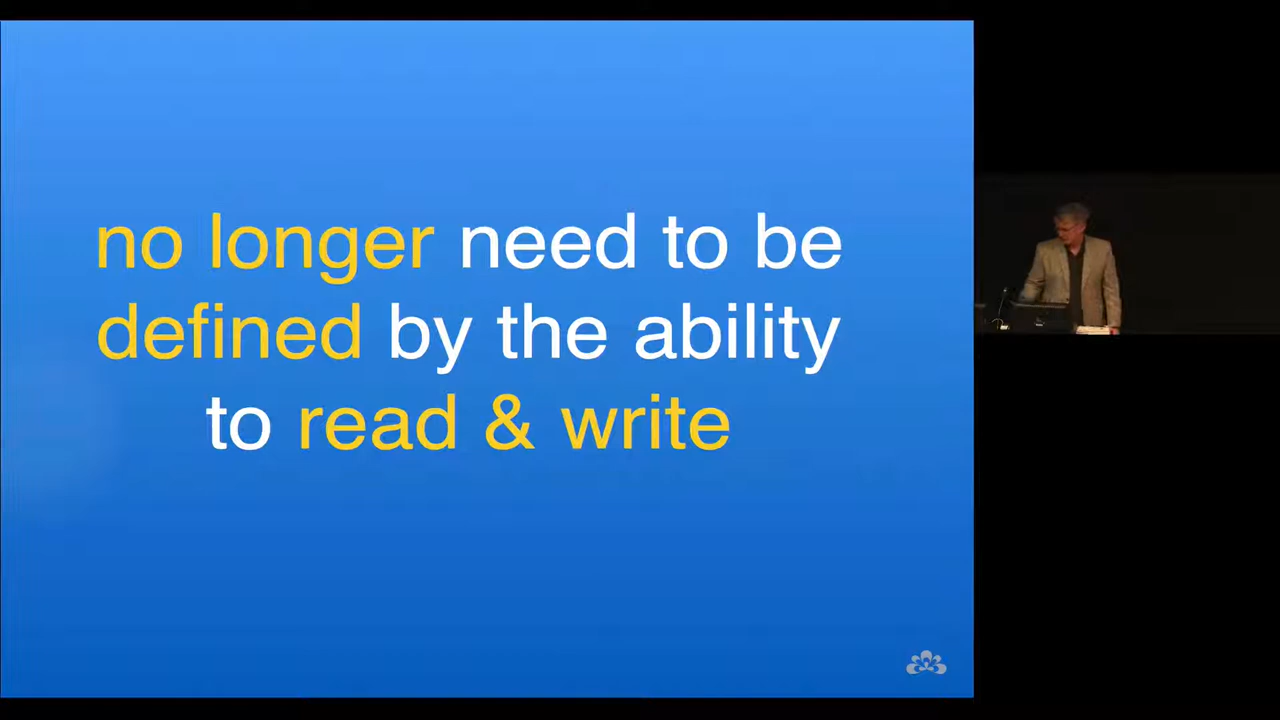 no longer need to be
defined by the ability
to read & write